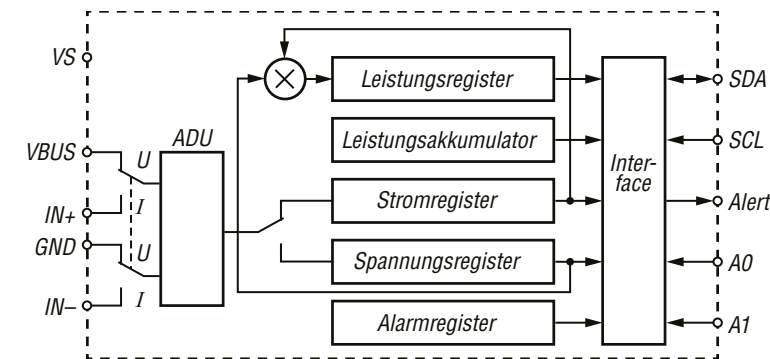 VS
Leistungsregister
SDA
VBUS
U
ADU
Leistungsakkumulator
Inter-
face
SCL
IN+
I
Stromregister
Alert
GND
U
Spannungsregister
A0
IN–
I
Alarmregister
A1